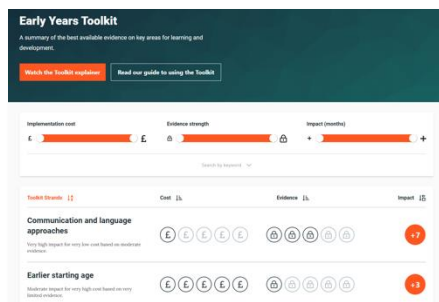 Early Years Toolkit
A summary of the best available evidence on key areas for learning and
development.
Watch the Toolkit explainer
Read our guide to using the Toolkit
Implementation cost
Evidence strength
Impact (months)
£ £
+ +
Search by keyword
Toolkit Strands
Cost
Evidence
Impact
Communication and language
approaches
£ £ £ £ £
+7
Very high impact for very low cost based on moderate
evidence.
Earlier starting age
£ £ £ £ £
+3
Moderate impact for very high cost based on very
limited evidence.